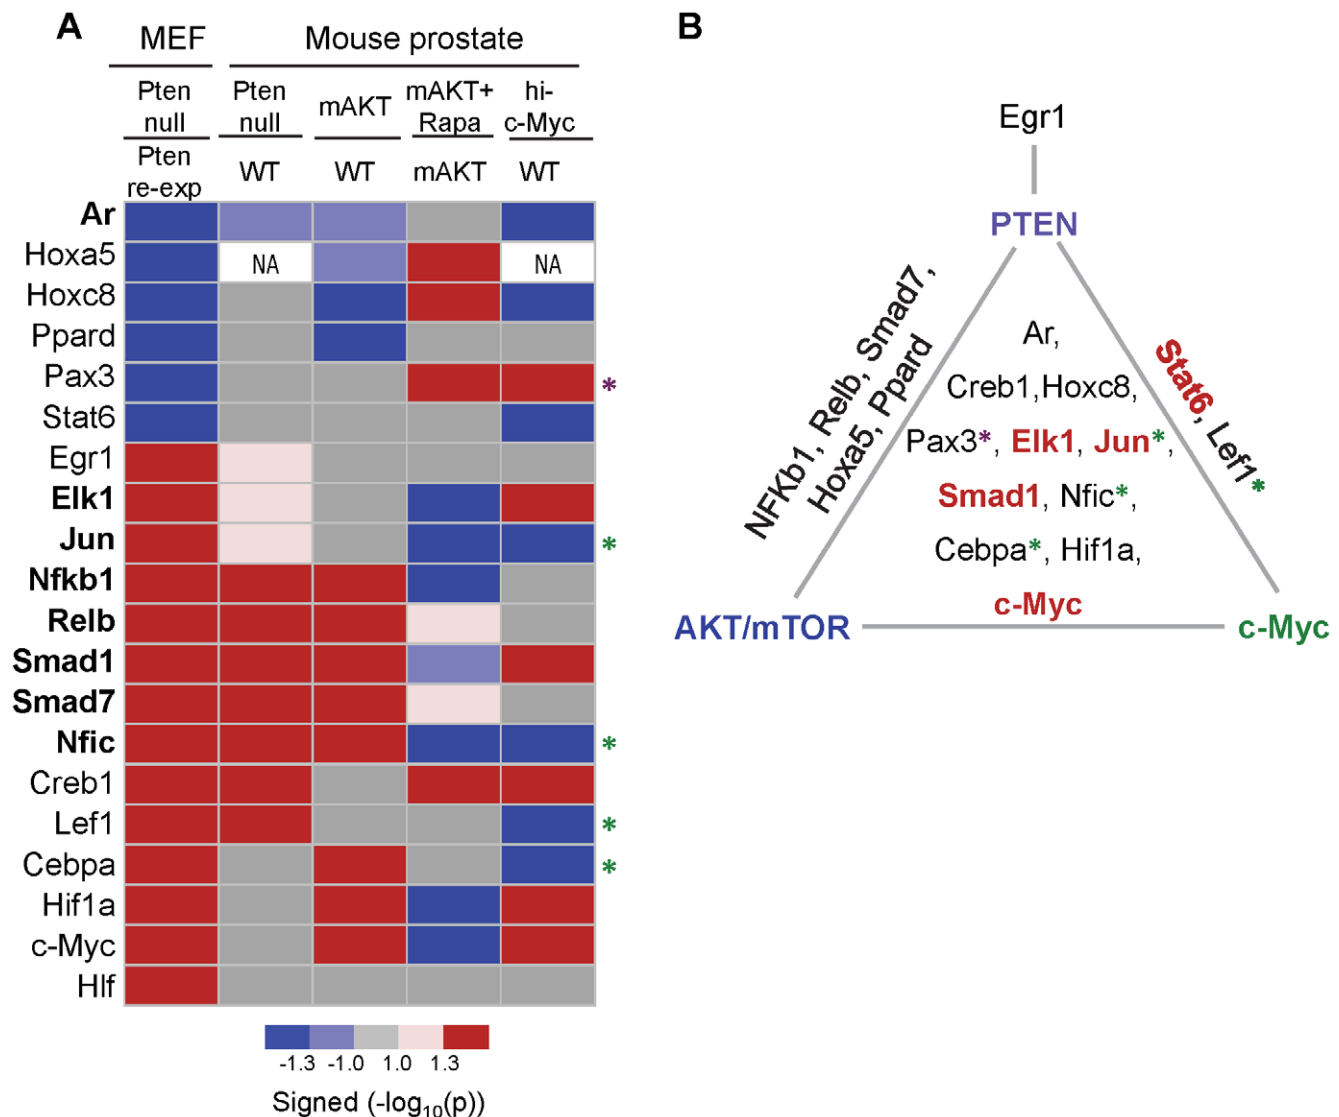 A
MEF
Mouse prostate
Pten
null
Pten
null
mAKT
mAKT+
Rapa
hi-
c-Myc
Pten
re-exp
WT
WT
mAKT
WT
Ar
Hoxa5
NA
NA
Hoxc8
Ppard
Pax3
*
Stat6
Egr1
Elk1
Jun
*
Nfkb1
Relb
Smad1
Smad7
Nfic
*
Creb1
Lef1
*
Cebpa
*
Hif1a
c-Myc
Hlf
-1.3 -1.0 1.0 1.3
Signed (-log10(p))
B
Egr1
PTEN
NFKb1, Relb, Smad7,
Hoxa5, Ppard
Stat6, Lef1*
Ar,
Creb1,Hoxc8,
Pax3*, Elk1, Jun*,
Smad1, Nfic*,
Cebpa*, Hif1a,
c-Myc
AKT/mTOR
c-Myc